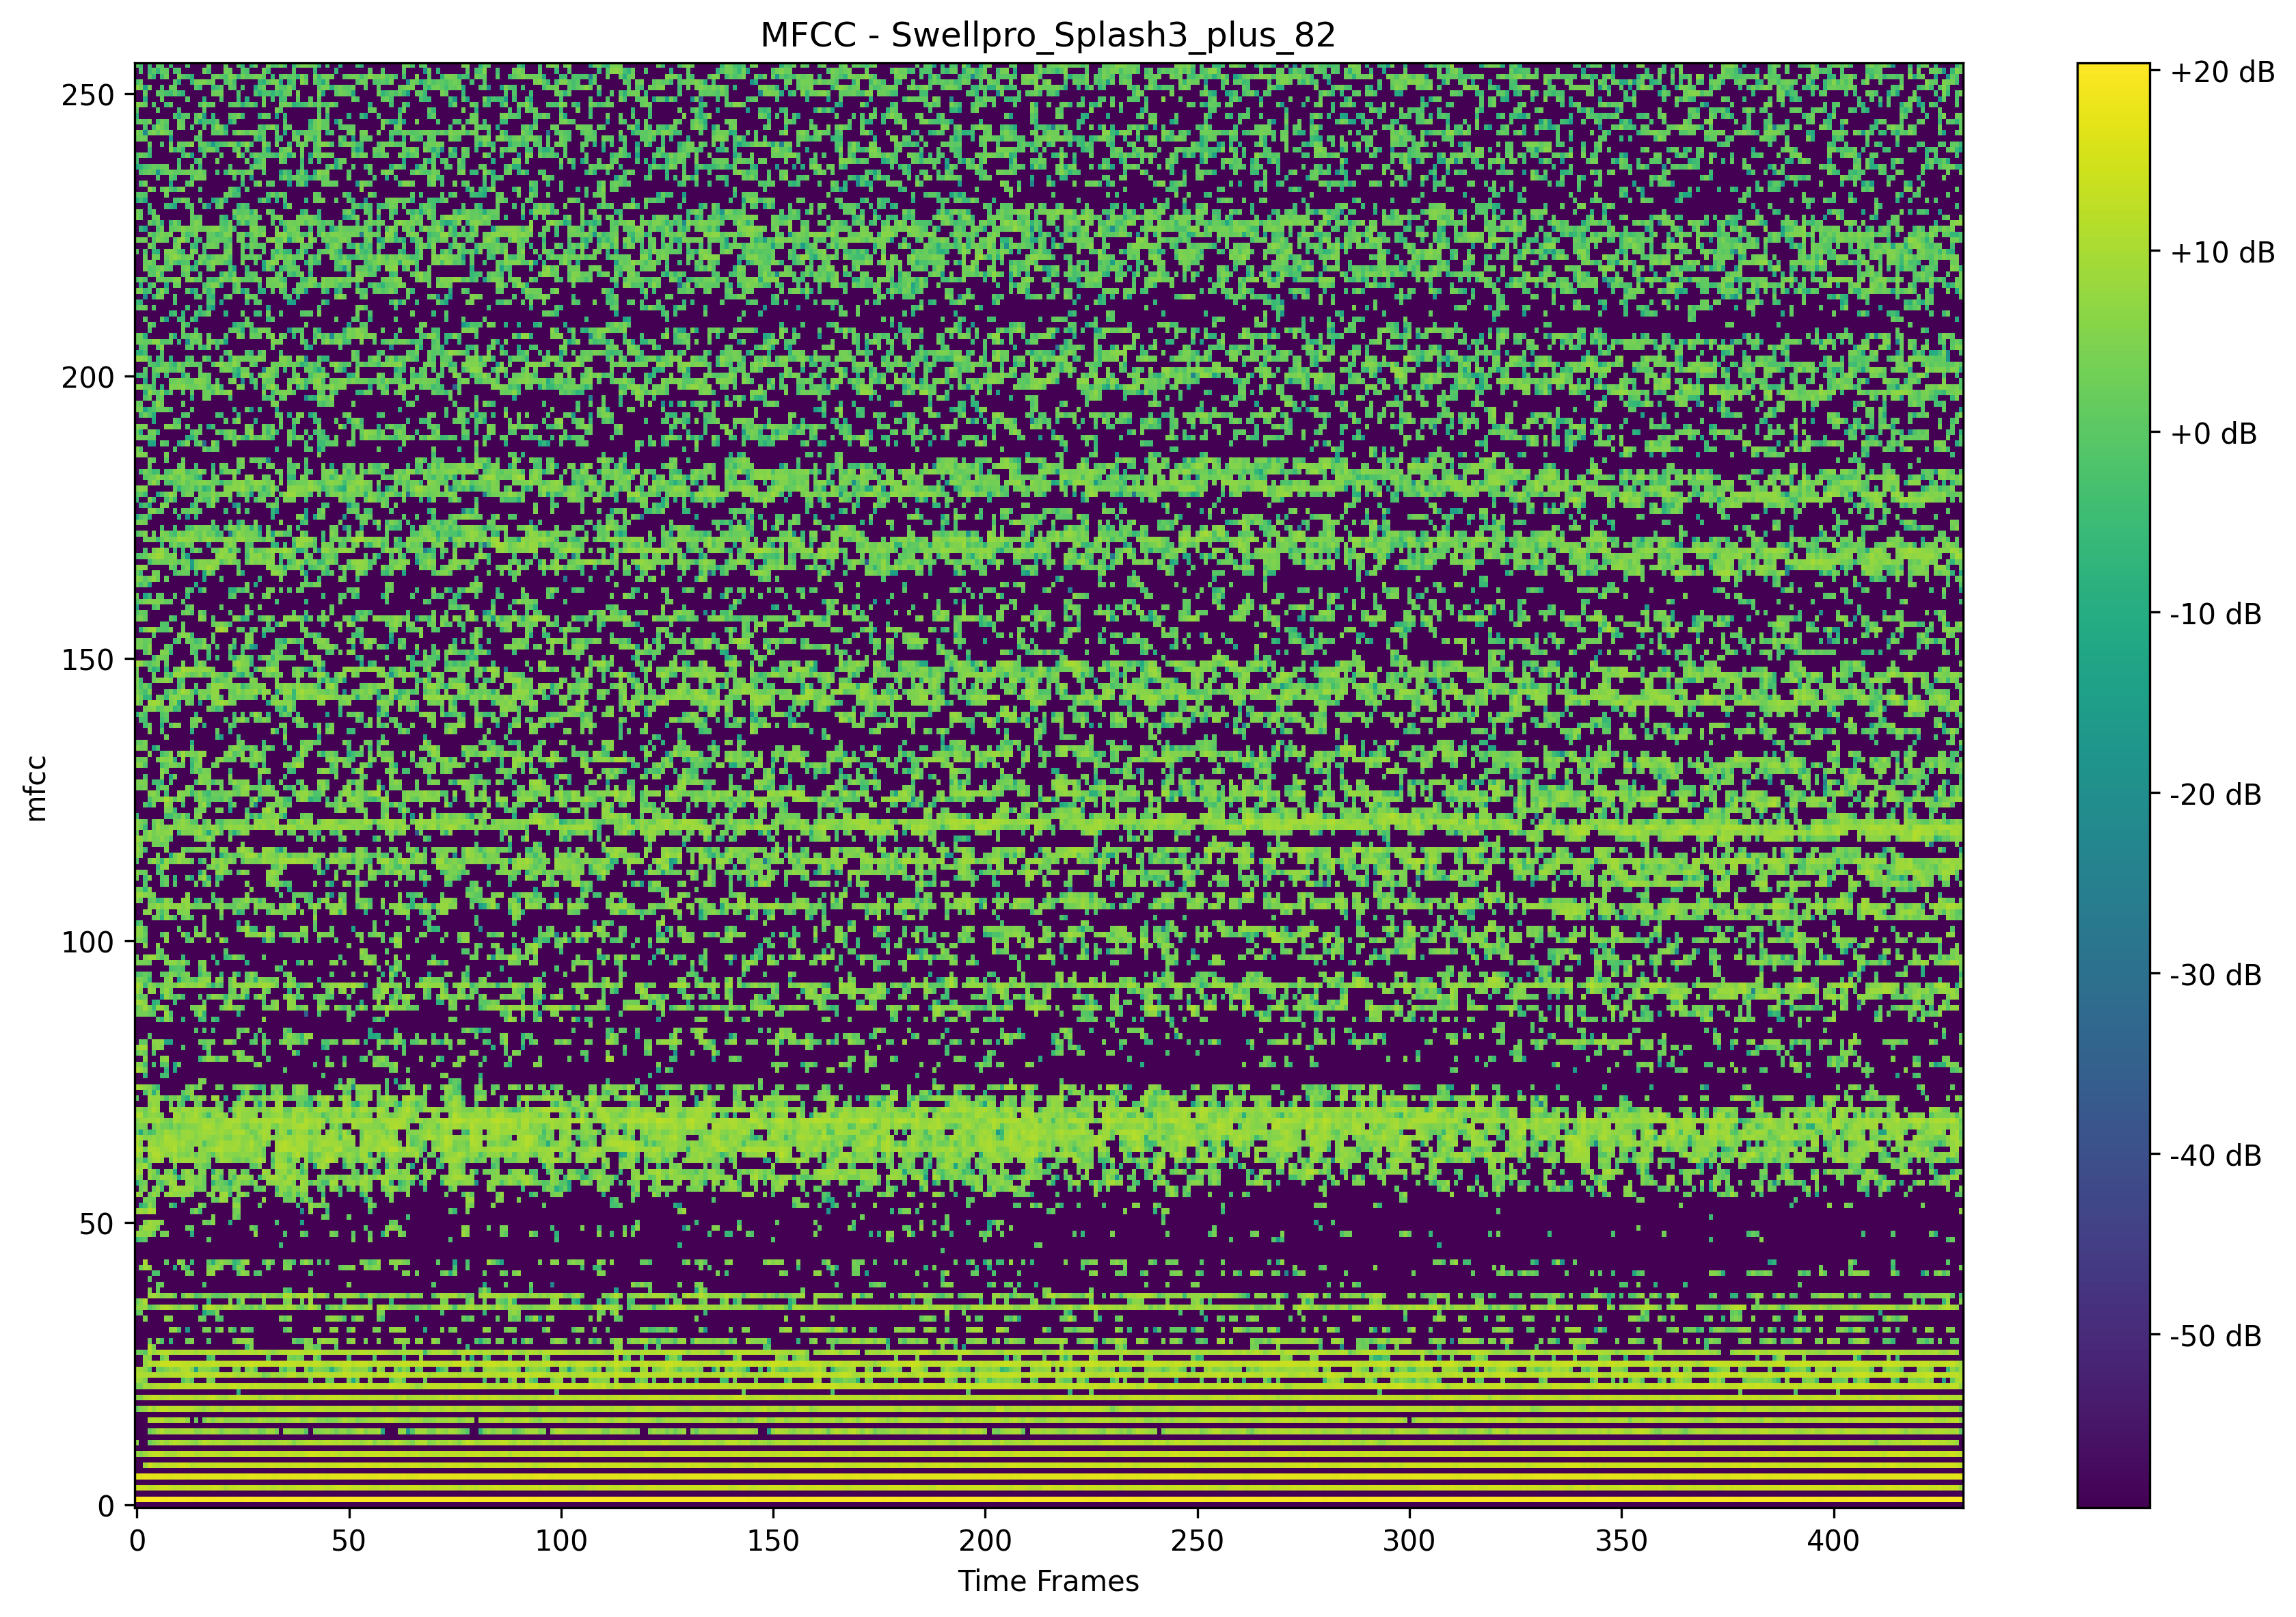 MFCC - Swellpro_Splash3_plus_82
250
200
150
100
50
0
mfcc
0 50 100 150 200 250 300 350 400
Time Frames
+20 dB
+10 dB
+0 dB
-10 dB
-20 dB
-30 dB
-40 dB
-50 dB